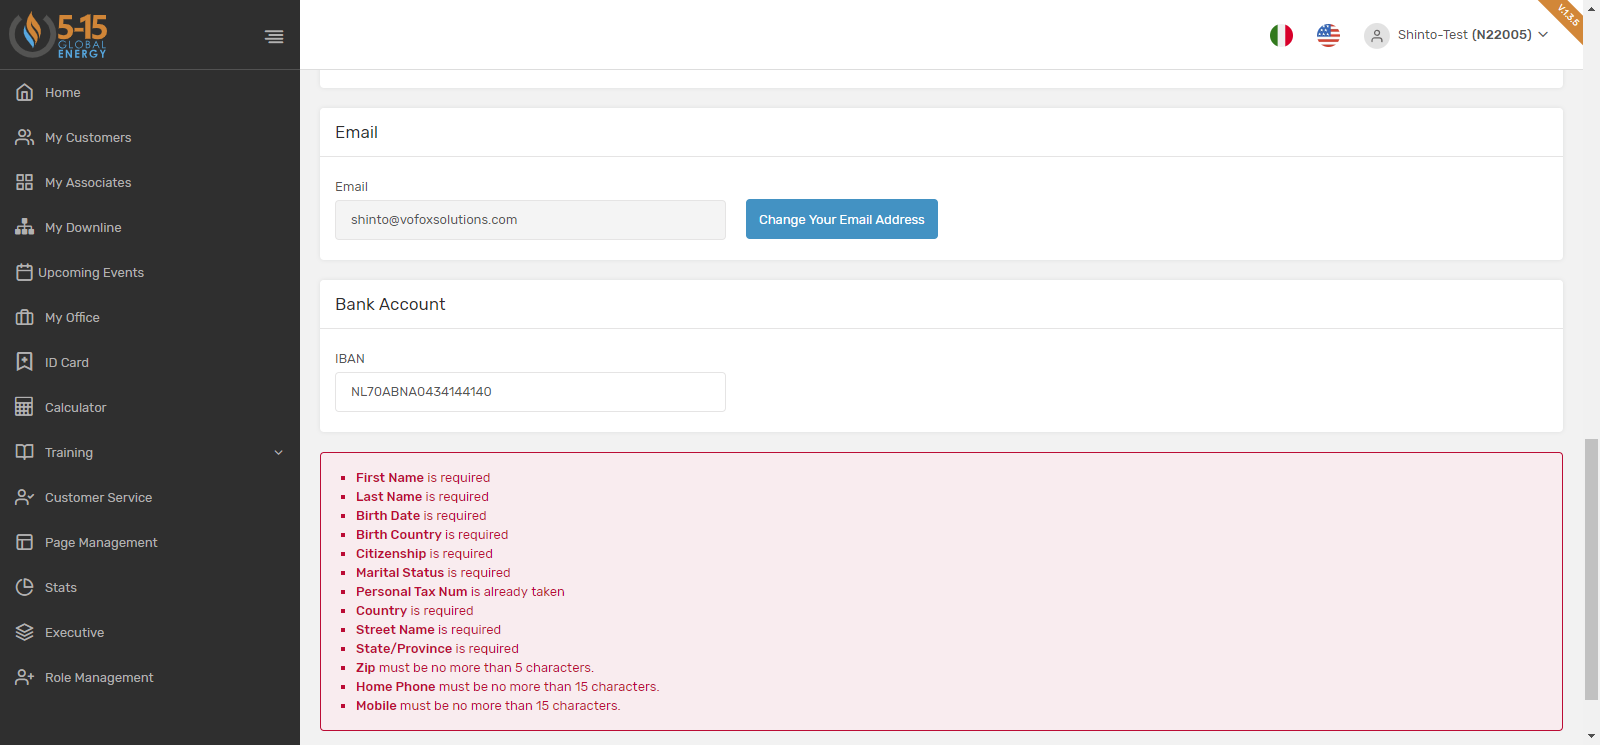 5-15
GLOBAL
ENERGY
Shinto-Test (N22005)
V.1.3.5
Home
My Customers
My Associates
My Downline
Upcoming Events
My Office
ID Card
Calculator
Training
Customer Service
Page Management
Stats
Executive
Role Management
Email
Email
shinto@vofoxsolutions.com
Change Your Email Address
Bank Account
IBAN
NL70ABNA0434144140
First Name is required
Last Name is required
Birth Date is required
Birth Country is required
Citizenship is required
Marital Status is required
Personal Tax Num is already taken
Country is required
Street Name is required
State/Province is required
Zip must be no more than 5 characters.
Home Phone must be no more than 15 characters.
Mobile must be no more than 15 characters.